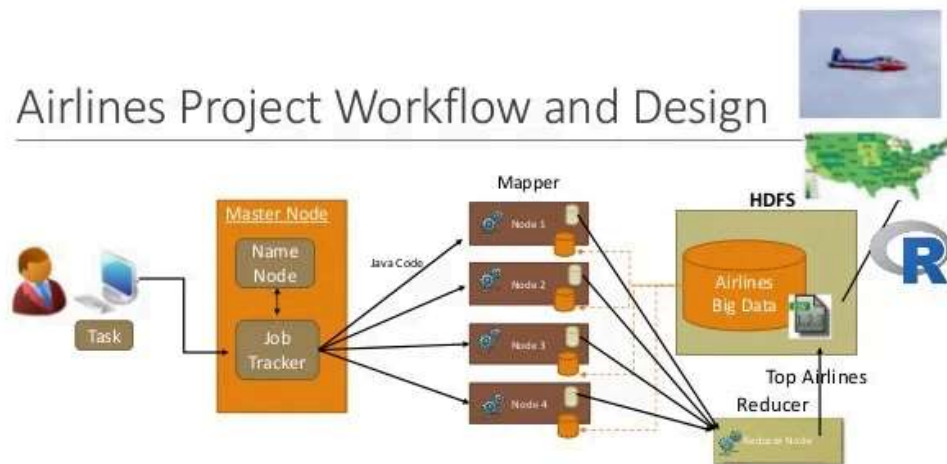 Airlines Project Workflow and Design
Mapper
HDFS
Master Node
Name
Node
Job
Tracker
Task
Java Code
Node 1
Node 2
Node 3
Node 4
Airlines
Big Data
R
Top Airlines
Reducer
Reduce Node